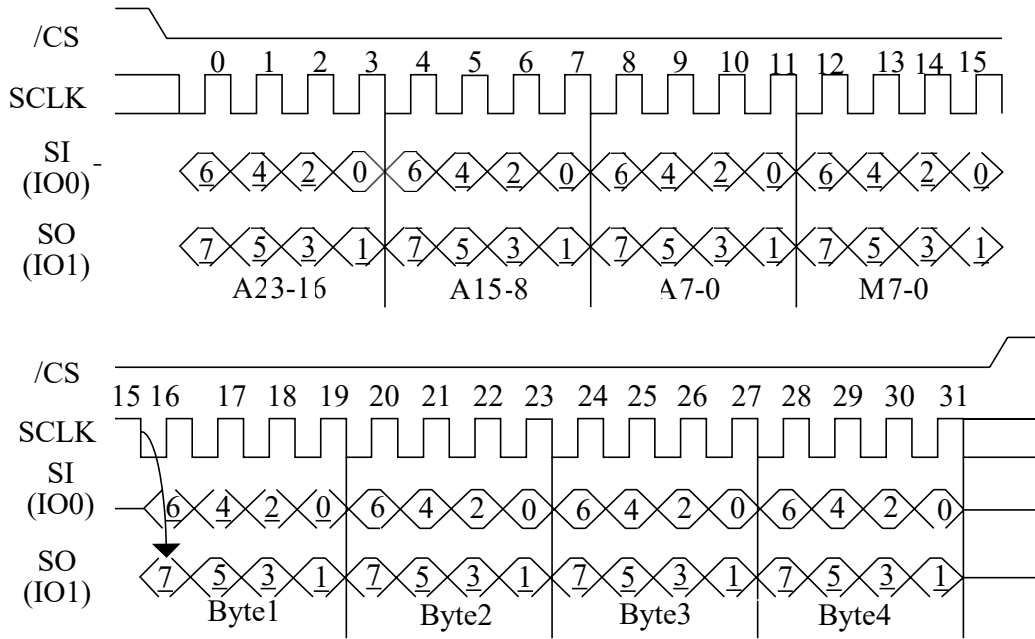 /CS
0 1 2 3 4 5 6 7 8 9 10 11 12 13 14 15
SCLK
SI
(IO0)
6 4 2 0 6 4 2 0 6 4 2 0 6 4 2 0
SO
(IO1)
7 5 3 1 7 5 3 1 7 5 3 1 7 5 3 1
A23-16 A15-8 A7-0 M7-0
/CS
15 16 17 18 19 20 21 22 23 24 25 26 27 28 29 30 31
SCLK
SI
(IO0)
6 4 2 0 6 4 2 0 6 4 2 0 6 4 2 0
SO
(IO1)
7 5 3 1 7 5 3 1 7 5 3 1 7 5 3 1
Byte1 Byte2 Byte3 Byte4